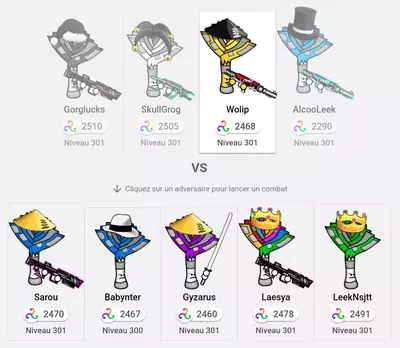 Gorglucks SkullGrog Wolip AlcooLeek
2510 2505 2468 2290
Niveau 301 Niveau 301 Niveau 301 Niveau 301
VS
Cliquez sur un adversaire pour lancer un combat
Sarou Babynter Gyzarus Laesya LeekNsjtt
2470 2467 2460 2478 2491
Niveau 301 Niveau 300 Niveau 301 Niveau 301 Niveau 301